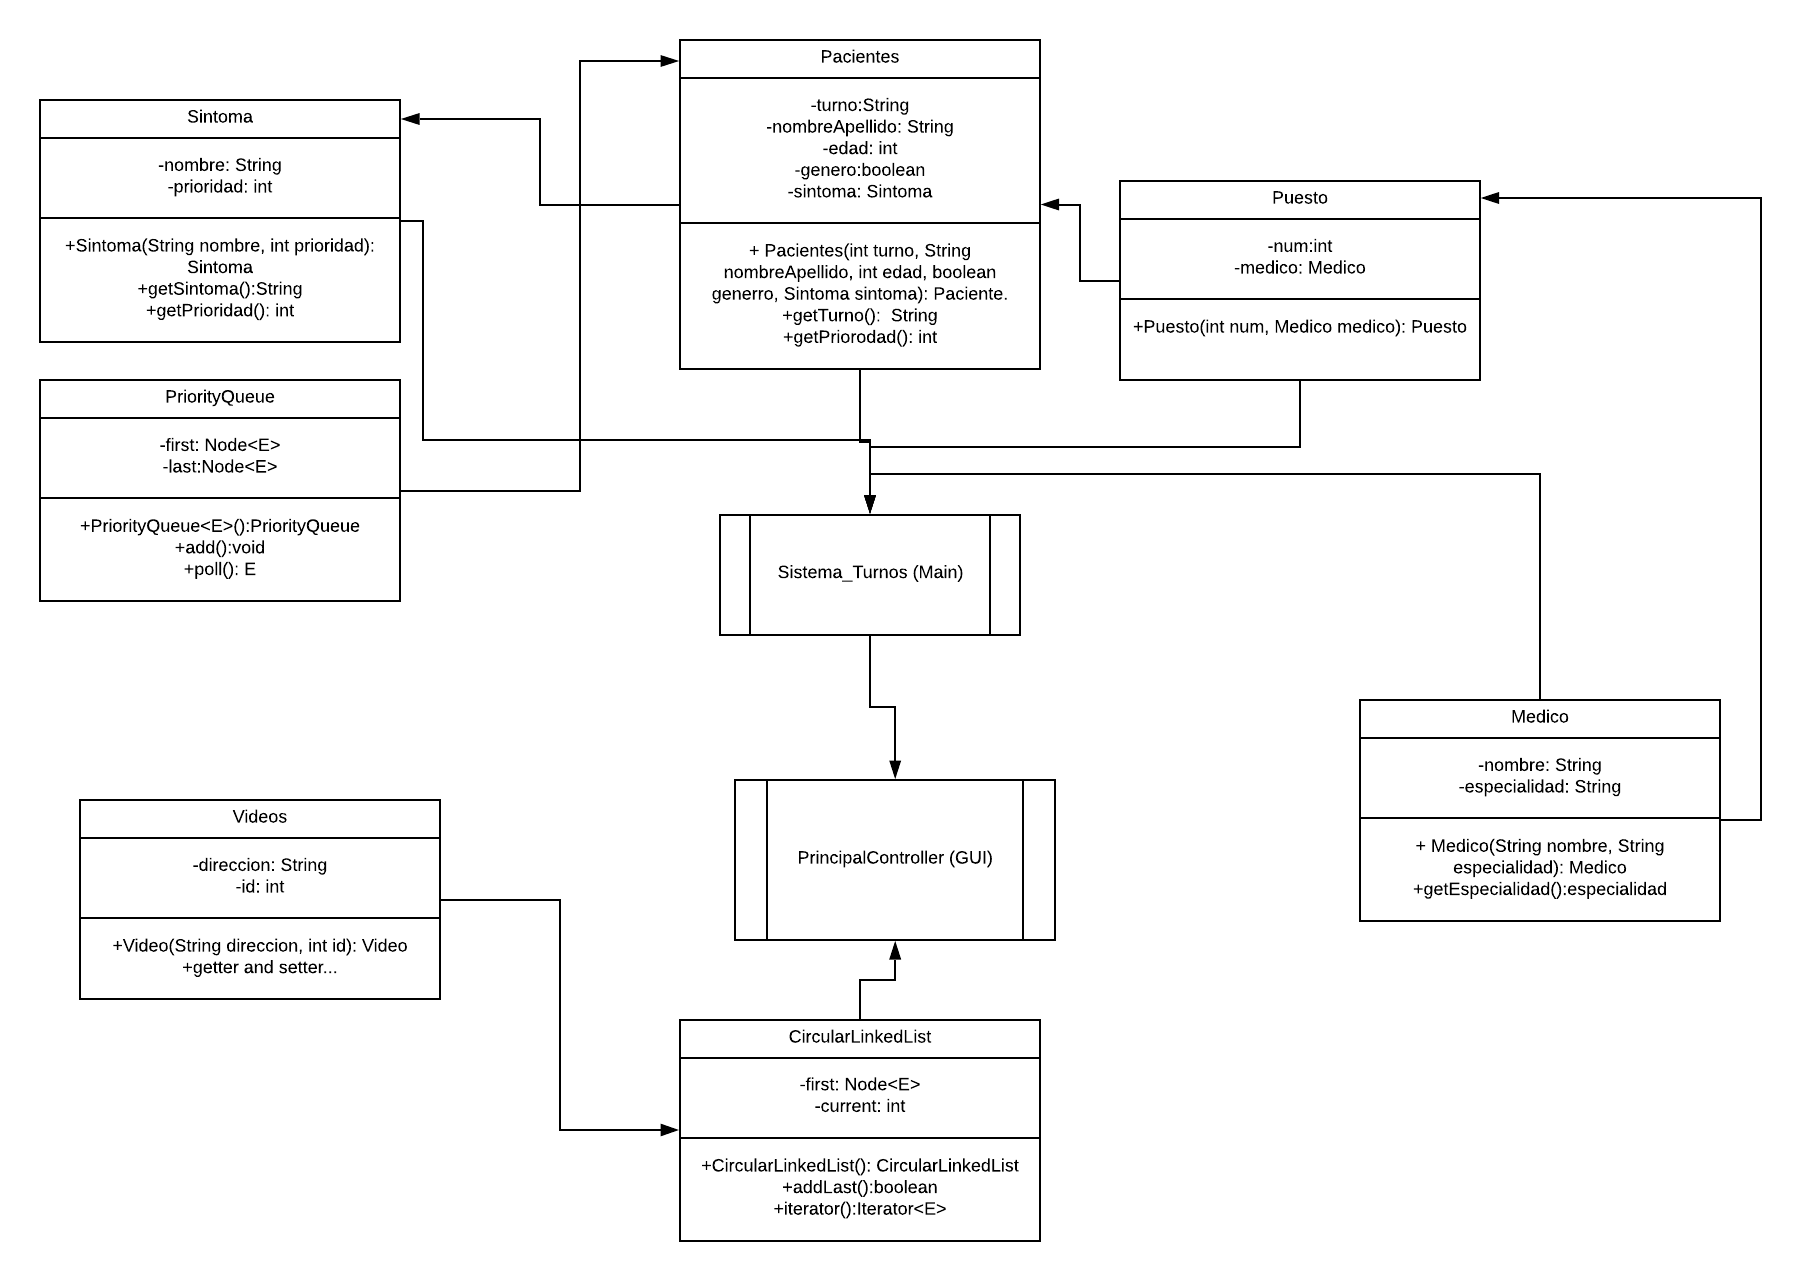 Pacientes
-turno:String
-nombreApellido: String
-edad: int
-genero:boolean
-sintoma: Sintoma
+ Pacientes(int turno, String
nombreApellido, int edad, boolean
generro, Sintoma sintoma): Paciente.
+getTurno():  String
+getPriorodad(): int
Sintoma
-nombre: String
-prioridad: int
+Sintoma(String nombre, int prioridad):
Sintoma
+getSintoma():String
+getPrioridad(): int
Puesto
-num:int
-medico: Medico
+Puesto(int num, Medico medico): Puesto
PriorityQueue
-first: Node<E>
-last:Node<E>
+PriorityQueue<E>():PriorityQueue
+add():void
+poll(): E
Sistema_Turnos (Main)
Medico
-nombre: String
-especialidad: String
+ Medico(String nombre, String
especialidad): Medico
+getEspecialidad():especialidad
PrincipalController (GUI)
Videos
-direccion: String
-id: int
+Video(String direccion, int id): Video
+getter and setter...
CircularLinkedList
-first: Node<E>
-current: int
+CircularLinkedList(): CircularLinkedList
+addLast():boolean
+iterator():Iterator<E>